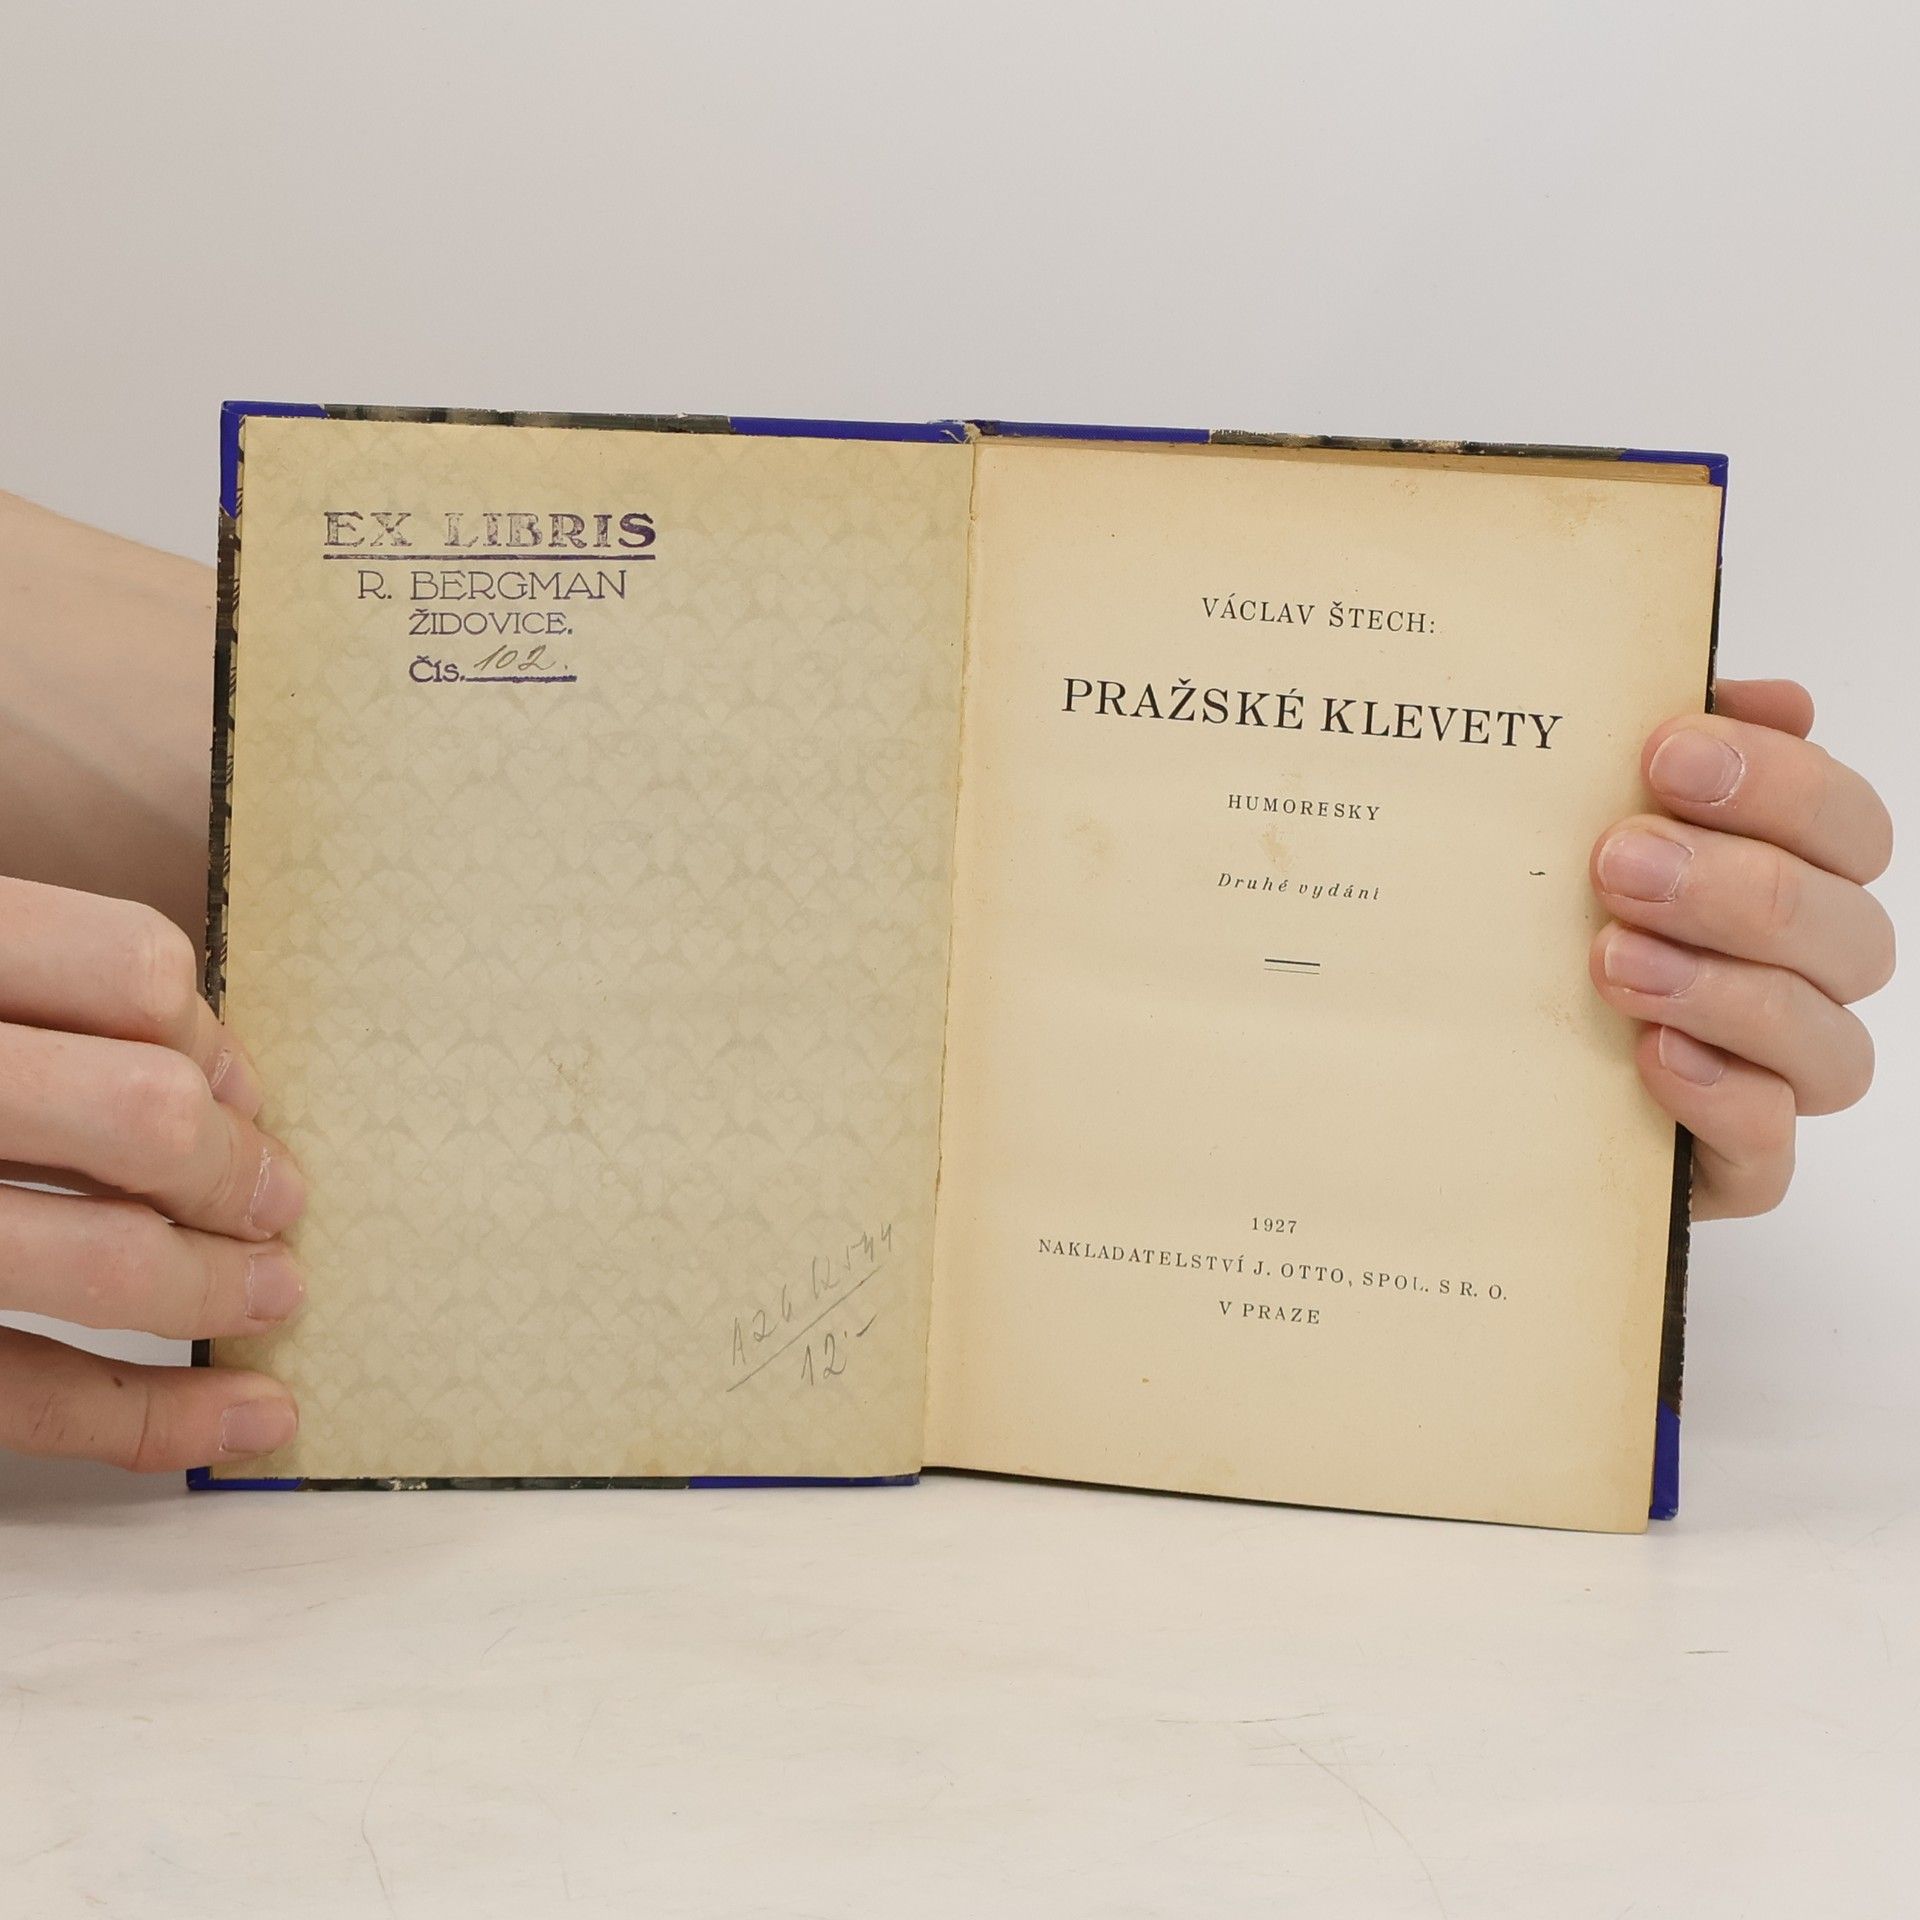 EX LIBRIS
R. BERGMAN
ŽIDOVICE.
Čís. 102.
12.-
VÁCLAV ŠTECH:
PRAŽSKÉ KLEVETY
HUMORESKY
Druhé vydání
1927
NAKLADATELSTVÍ J. OTTO, SPOL. S R. O.
V PRAZE